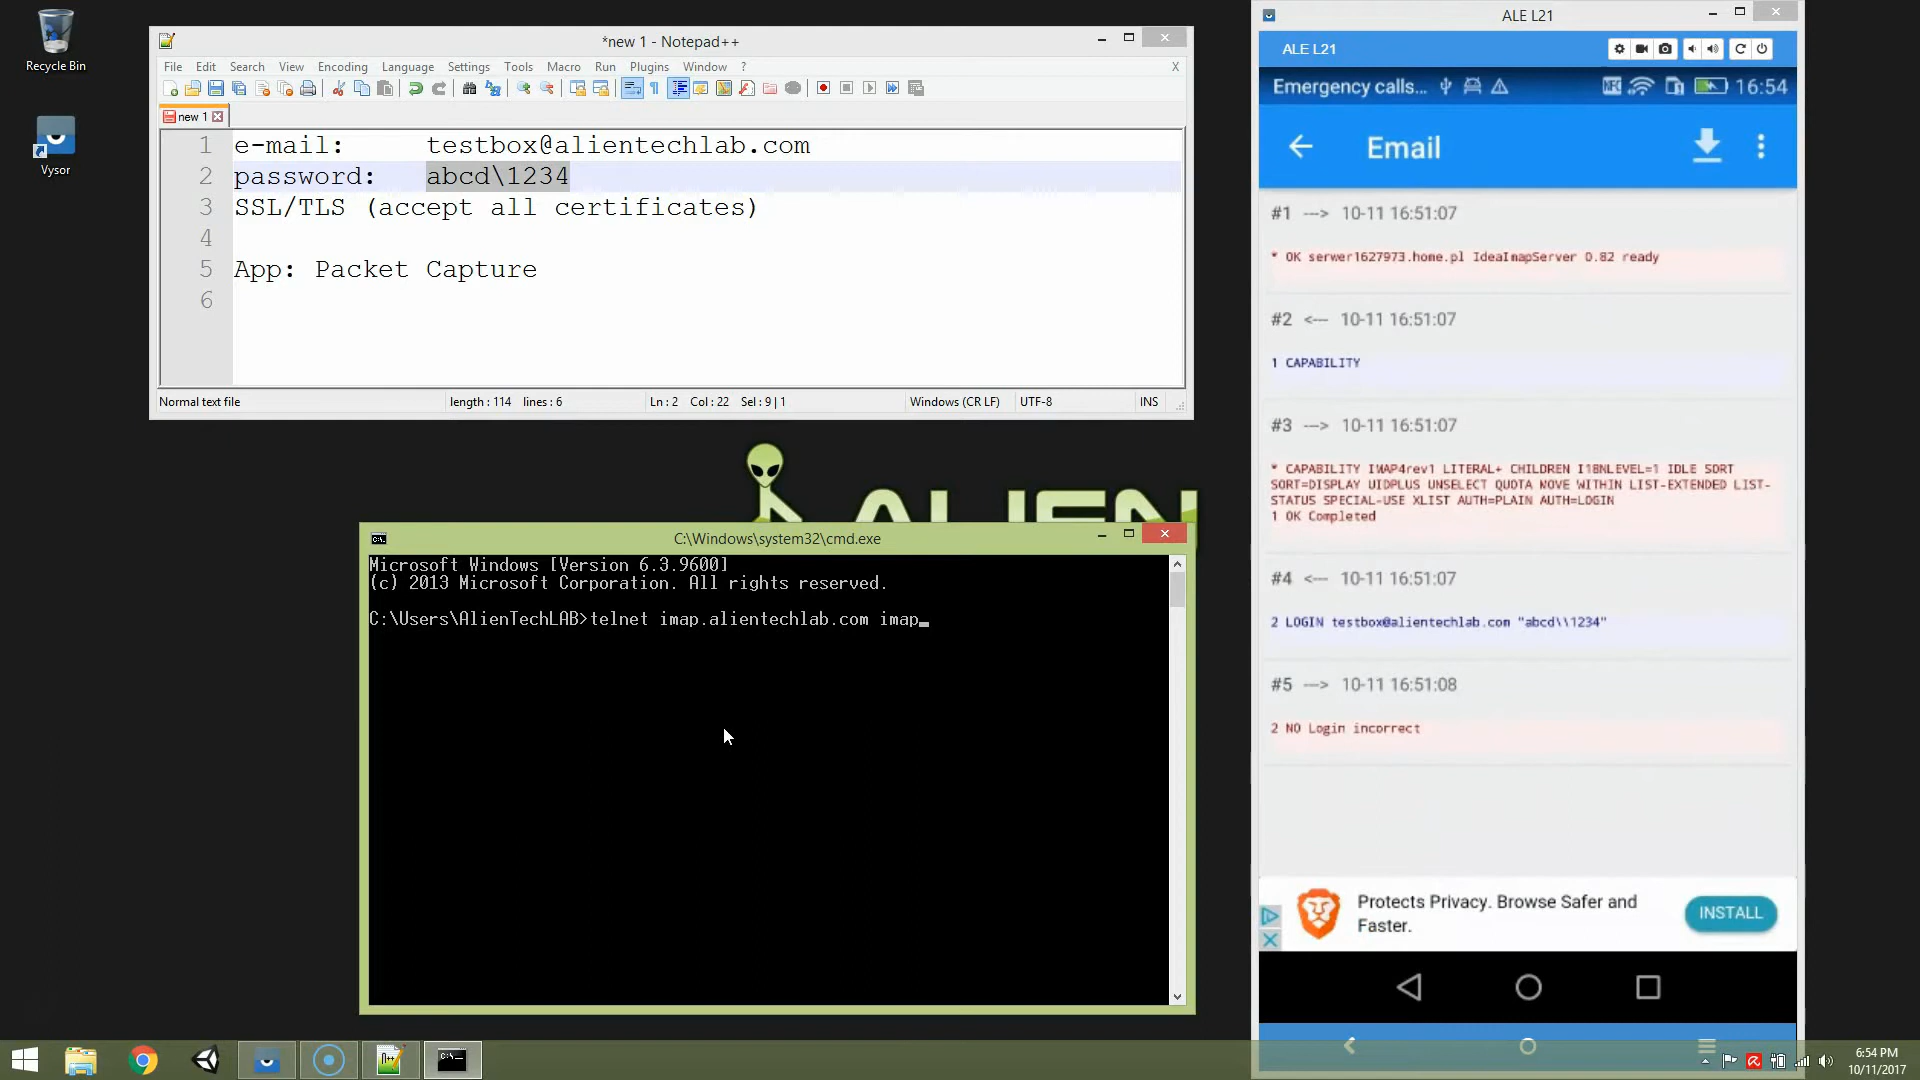 Recycle Bin
Vysor
*new 1 - Notepad++
File Edit Search View Encoding Language Settings Tools Macro Run Plugins Window ? X
new 1
1 e-mail: testbox@alientechlab.com
2 password: abcd\1234
3 SSL/TLS (accept all certificates)
4
5 App: Packet Capture
6
Normal text file length : 114 lines : 6 Ln : 2 Col : 22 Sel : 9 | 1 Windows (CR LF) UTF-8 INS
ALIEN
C:\Windows\system32\cmd.exe
Microsoft Windows [Version 6.3.9600]
(c) 2013 Microsoft Corporation. All rights reserved.
C:\Users\AlienTechLAB>telnet imap.alientechlab.com imap_
ALE L21
ALE L21
Emergency calls... 16:54
Email
#1 ---> 10-11 16:51:07
* OK serwer1627973.home.pl IdeaImapServer 0.82 ready
#2 <--- 10-11 16:51:07
1 CAPABILITY
#3 ---> 10-11 16:51:07
* CAPABILITY IMAP4rev1 LITERAL+ CHILDREN I18NLEVEL=1 IDLE SORT
SORT=DISPLAY UIDPLUS UNSELECT QUOTA MOVE WITHIN LIST-EXTENDED LIST-
STATUS SPECIAL-USE XLIST AUTH=PLAIN AUTH=LOGIN
1 OK Completed
#4 <--- 10-11 16:51:07
2 LOGIN testbox@alientechlab.com "abcd\\1234"
#5 ---> 10-11 16:51:08
2 NO Login incorrect
Protects Privacy. Browse Safer and
Faster.
INSTALL
6:54 PM
10/11/2017